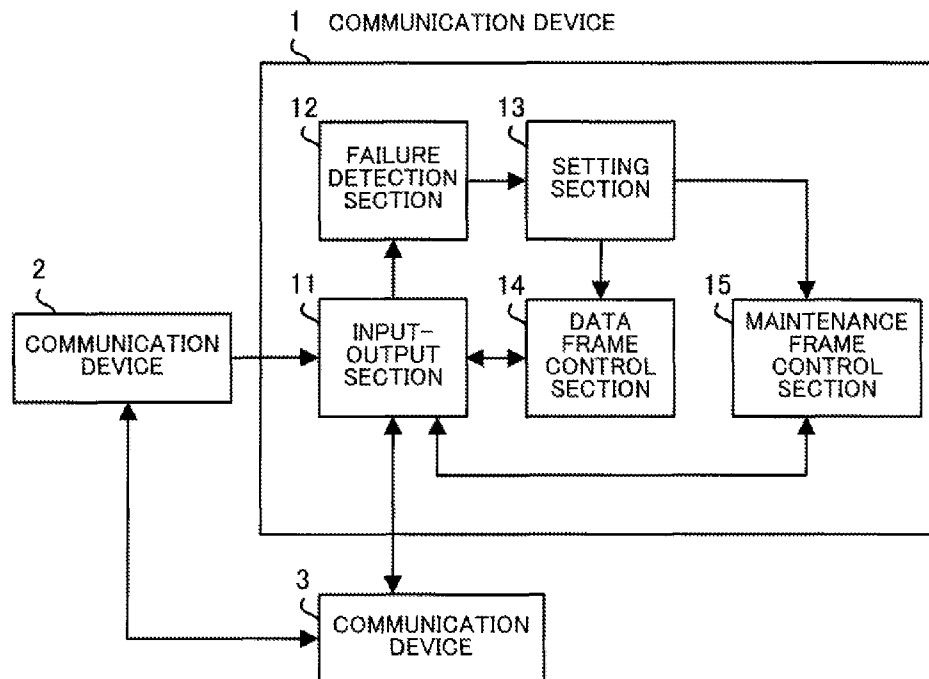 1 COMMUNICATION DEVICE
12
FAILURE
DETECTION
SECTION
13
SETTING
SECTION
2
COMMUNICATION
DEVICE
11
INPUT-
OUTPUT
SECTION
14
DATA
FRAME
CONTROL
SECTION
15
MAINTENANCE
FRAME
CONTROL
SECTION
3
COMMUNICATION
DEVICE